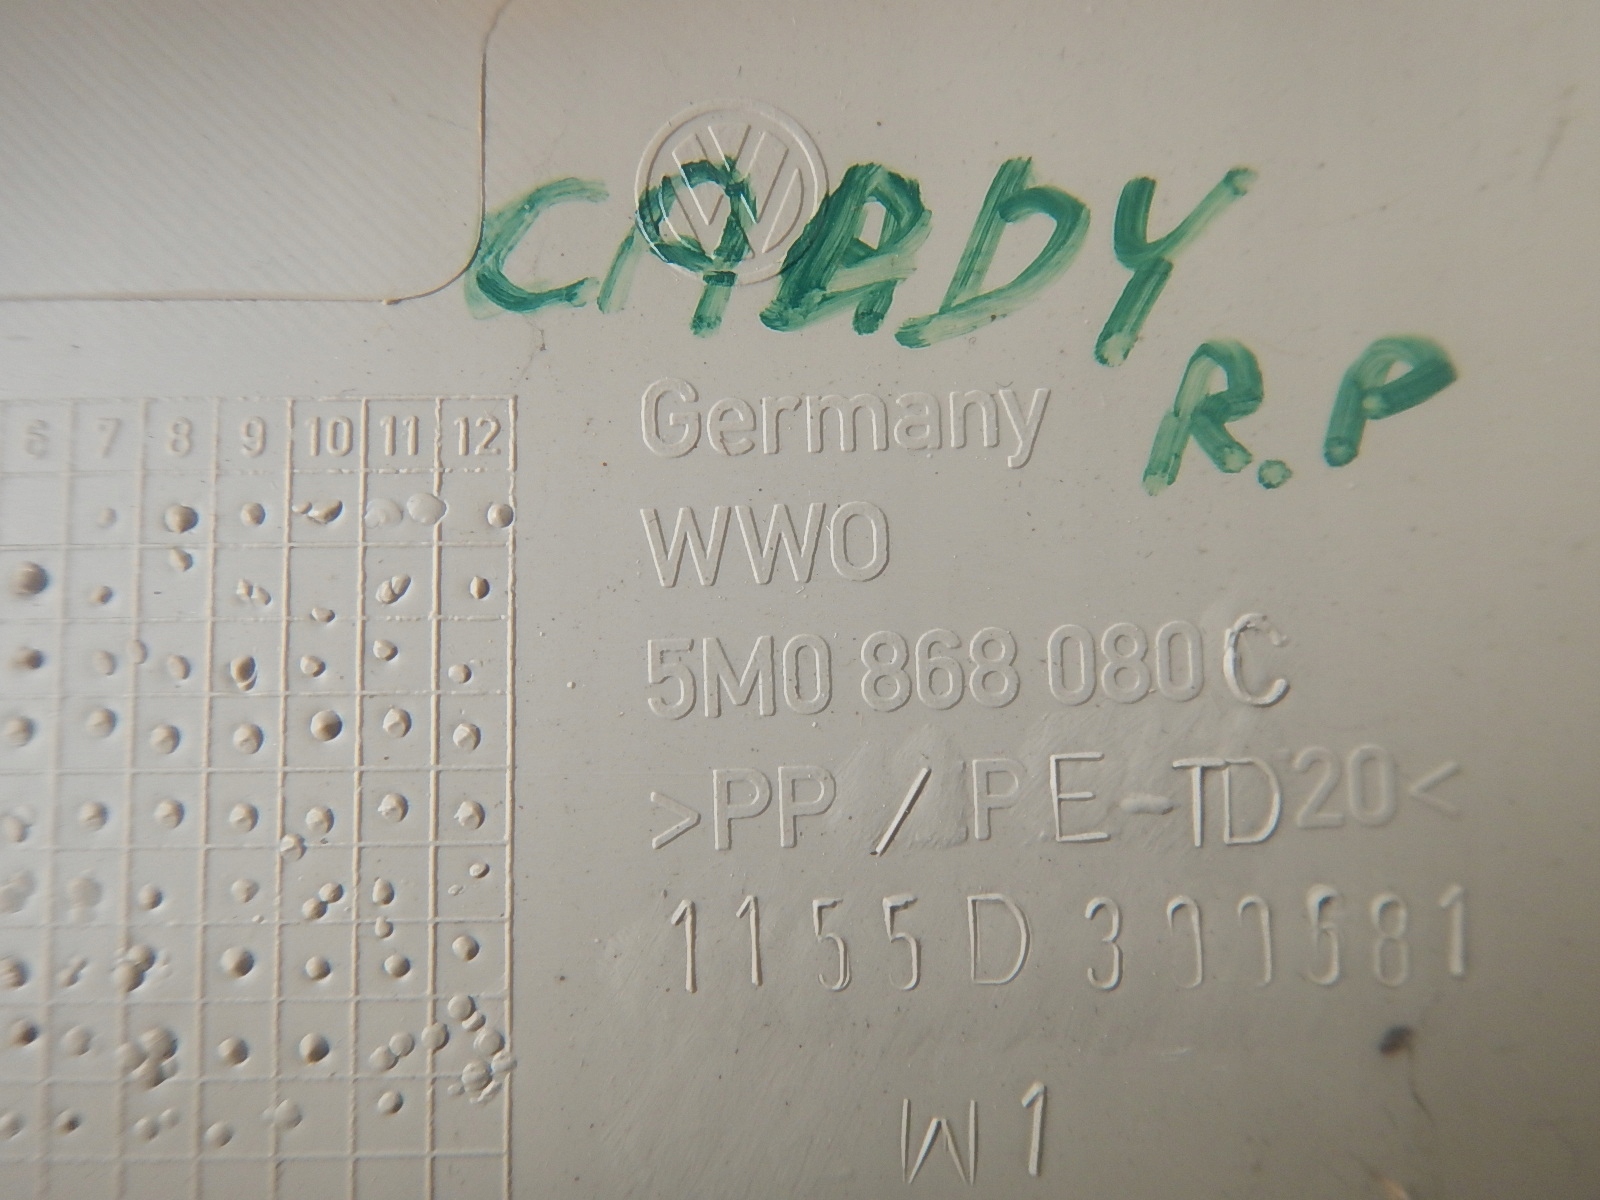 CADDY
R.P
6 7 8 9 10 11 12
Germany
WWO
5M0 868 080 C
>PP/PE-TD20<
W1